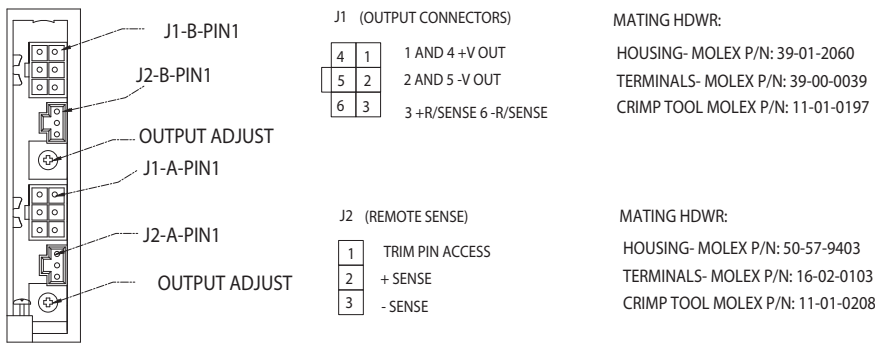 J1-B-PIN1
J2-B-PIN1
OUTPUT ADJUST
J1-A-PIN1
J2-A-PIN1
OUTPUT ADJUST
J1 (OUTPUT CONNECTORS)
4 1 1 AND 4 +V OUT
5 2 2 AND 5 -V OUT
6 3 3 +R/SENSE 6 -R/SENSE
MATING HDWR:
HOUSING- MOLEX P/N: 39-01-2060
TERMINALS- MOLEX P/N: 39-00-0039
CRIMP TOOL MOLEX P/N: 11-01-0197
J2 (REMOTE SENSE)
1 TRIM PIN ACCESS
2 + SENSE
3 - SENSE
MATING HDWR:
HOUSING- MOLEX P/N: 50-57-9403
TERMINALS- MOLEX P/N: 16-02-0103
CRIMP TOOL MOLEX P/N: 11-01-0208